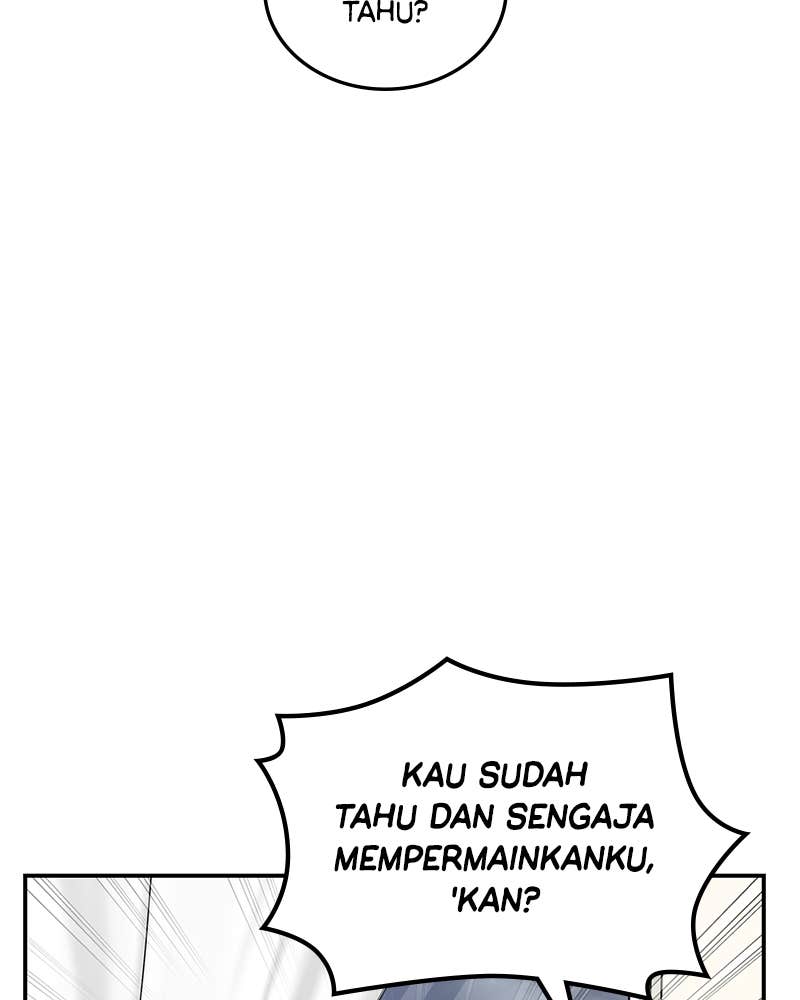 TAHU?
KAU SUDAH
TAHU DAN SENGAJA
MEMPERMAINKANKU,
'KAN?